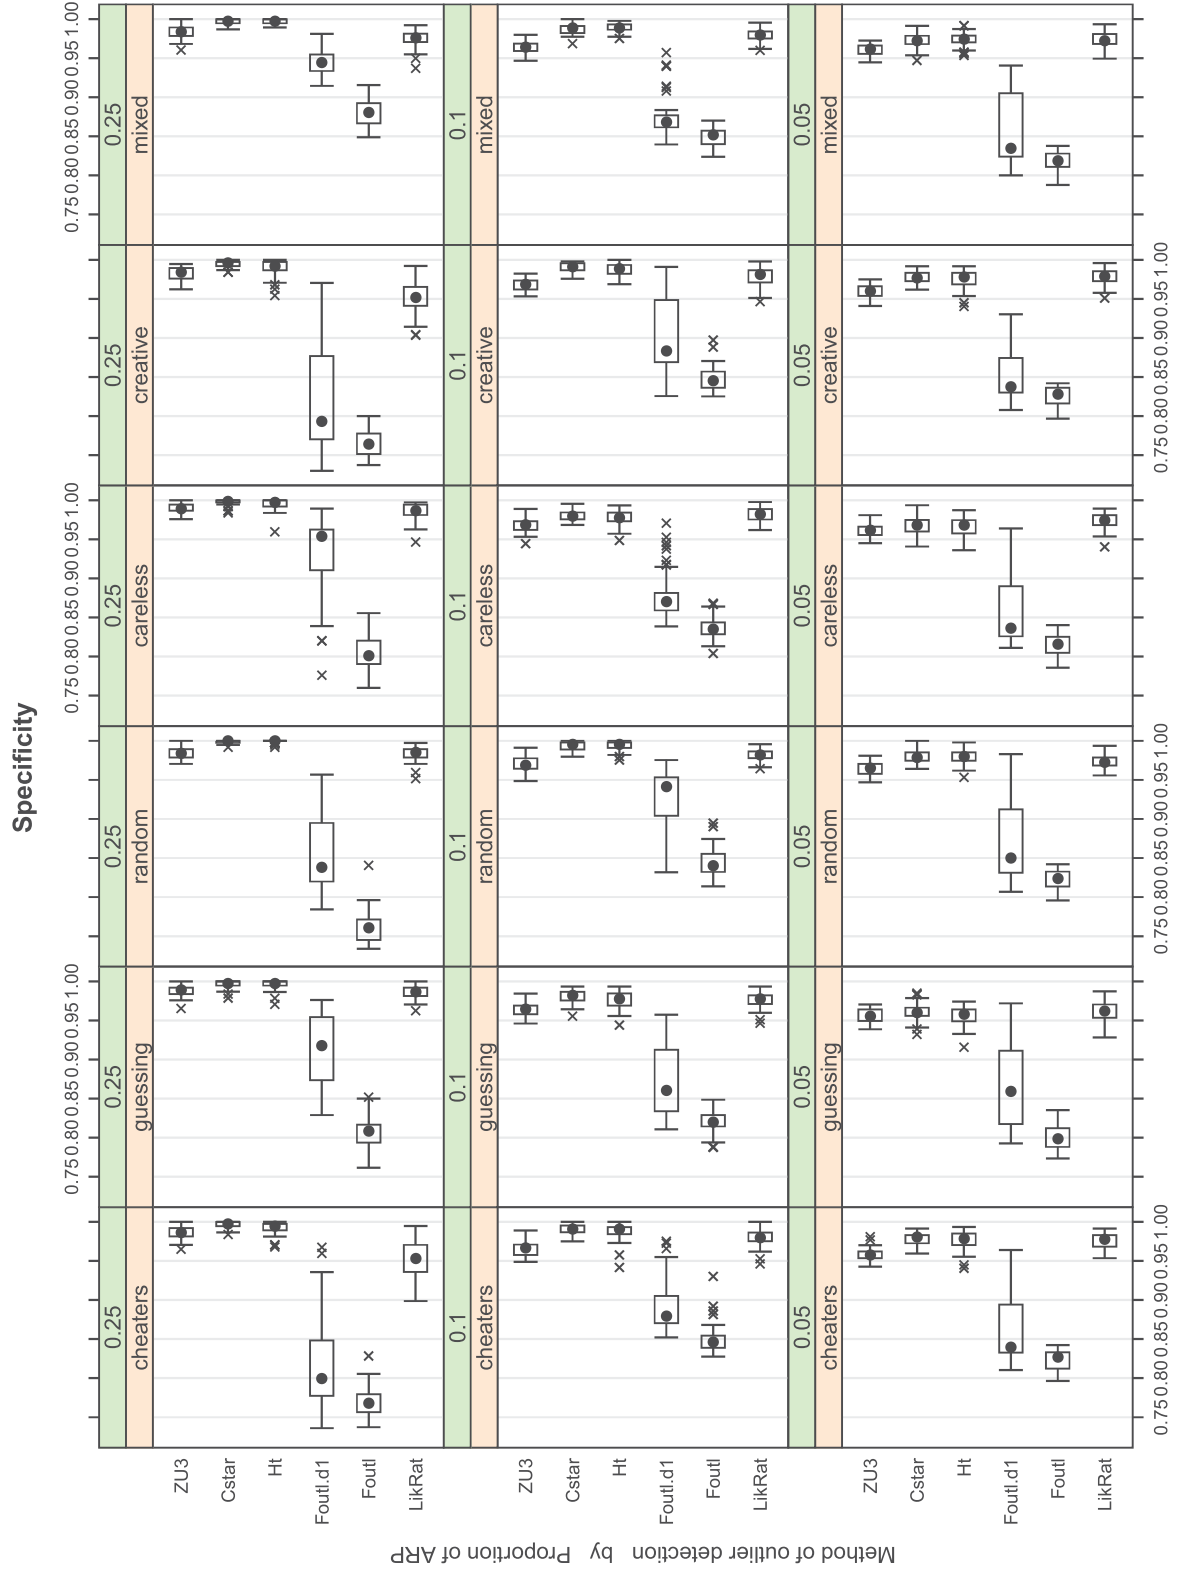 Specificity
0.75 0.80 0.85 0.90 0.95 1.00
0.75 0.80 0.85 0.90 0.95 1.00
0.75 0.80 0.85 0.90 0.95 1.00
0.25 0.25 0.25 0.25 0.25 0.25
cheaters guessing random careless creative mixed
ZU3
Cstar
Ht
Foutl.d1
Foutl
LikRat
0.1 0.1 0.1 0.1 0.1 0.1
cheaters guessing random careless creative mixed
ZU3
Cstar
Ht
Foutl.d1
Foutl
LikRat
0.05 0.05 0.05 0.05 0.05 0.05
cheaters guessing random careless creative mixed
ZU3
Cstar
Ht
Foutl.d1
Foutl
LikRat
0.75 0.80 0.85 0.90 0.95 1.00
0.75 0.80 0.85 0.90 0.95 1.00
0.75 0.80 0.85 0.90 0.95 1.00
Method of outlier detection by Proportion of ARP